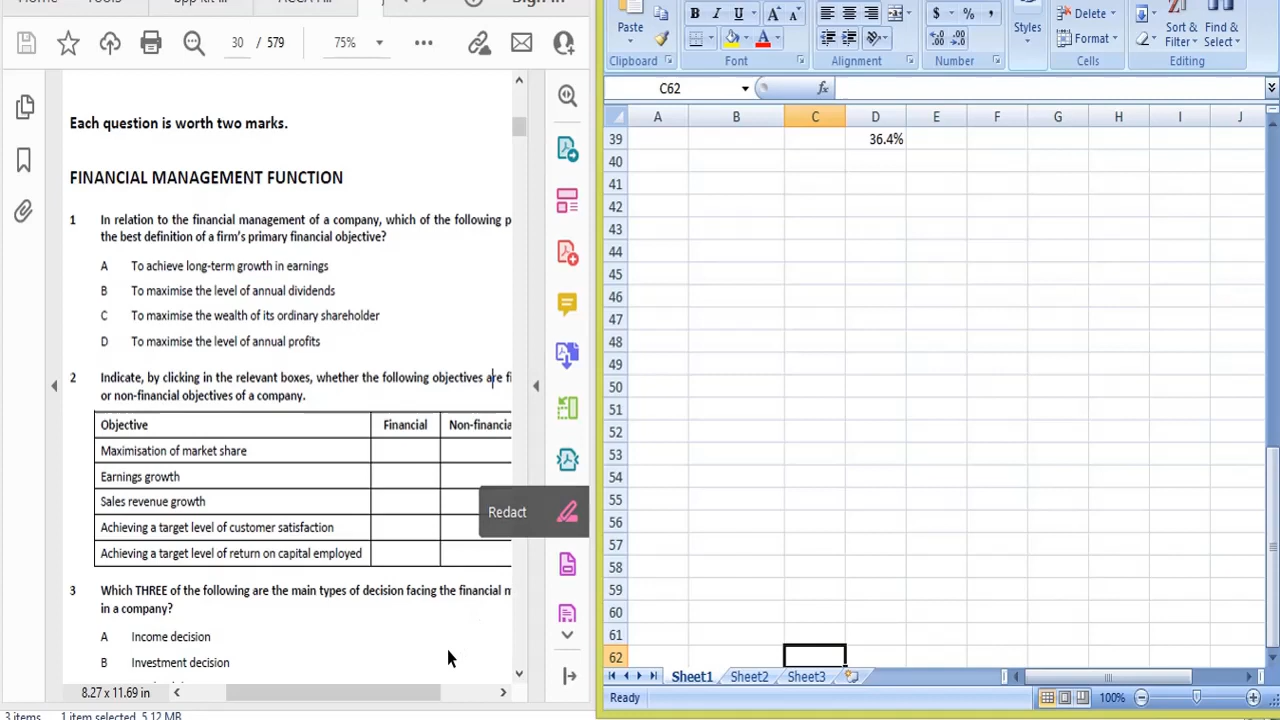 30 / 579
75%
Each question is worth two marks.
FINANCIAL MANAGEMENT FUNCTION
1 In relation to the financial management of a company, which of the following p
the best definition of a firm's primary financial objective?
A To achieve long-term growth in earnings
B To maximise the level of annual dividends
C To maximise the wealth of its ordinary shareholder
D To maximise the level of annual profits
2 Indicate, by clicking in the relevant boxes, whether the following objectives are fi
or non-financial objectives of a company.
Objective Financial Non-financia
Maximisation of market share
Earnings growth
Sales revenue growth
Achieving a target level of customer satisfaction
Achieving a target level of return on capital employed
Redact
3 Which THREE of the following are the main types of decision facing the financial m
in a company?
A Income decision
B Investment decision
8.27 x 11.69 in
3 items 1 item selected, 5.12 MB
Paste
B I U A A
$ % ,
Styles
Delete
Format
Sort &
Filter
Find &
Select
Clipboard Font Alignment Number Cells Editing
C62 fx
A B C D E F G H I J
39 36.4%
40
41
42
43
44
45
46
47
48
49
50
51
52
53
54
55
56
57
58
59
60
61
62
Sheet1 Sheet2 Sheet3
Ready 100%